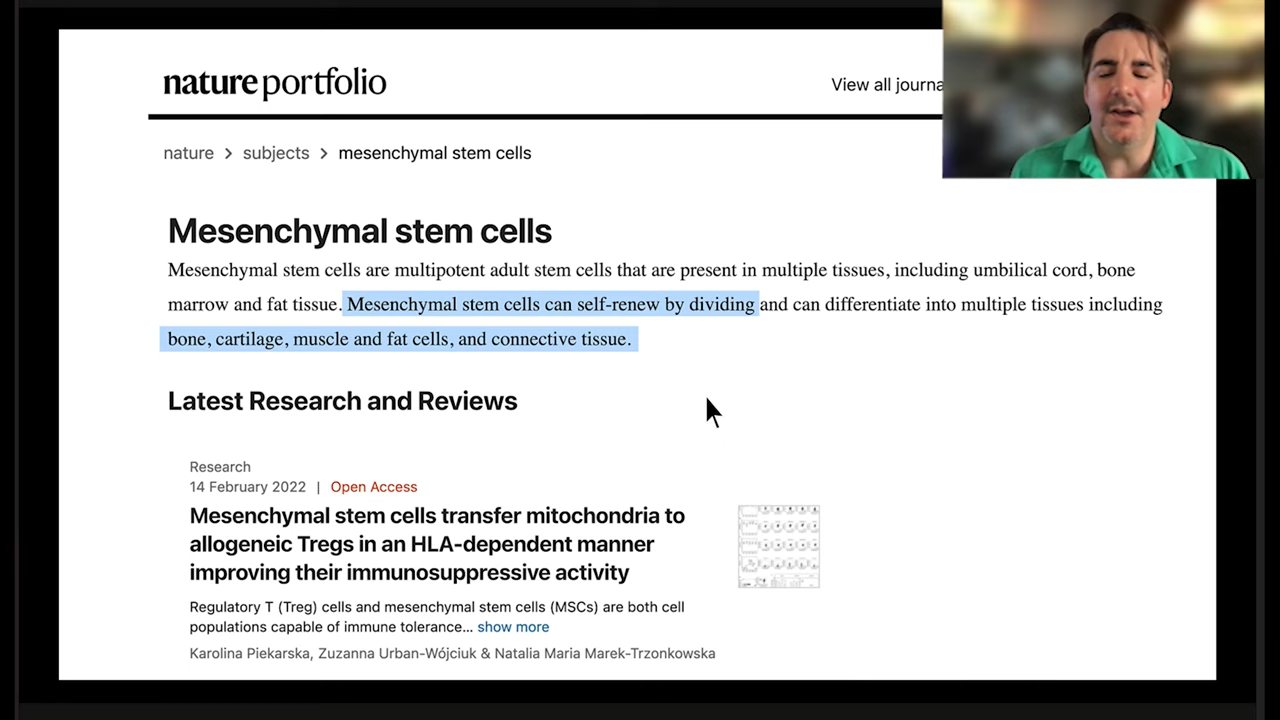 nature portfolio
View all journa
nature > subjects > mesenchymal stem cells
Mesenchymal stem cells
Mesenchymal stem cells are multipotent adult stem cells that are present in multiple tissues, including umbilical cord, bone
marrow and fat tissue. Mesenchymal stem cells can self-renew by dividing and can differentiate into multiple tissues including
bone, cartilage, muscle and fat cells, and connective tissue.
Latest Research and Reviews
Research
14 February 2022 | Open Access
Mesenchymal stem cells transfer mitochondria to
allogeneic Tregs in an HLA-dependent manner
improving their immunosuppressive activity
Regulatory T (Treg) cells and mesenchymal stem cells (MSCs) are both cell
populations capable of immune tolerance... show more
Karolina Piekarska, Zuzanna Urban-Wójciuk & Natalia Maria Marek-Trzonkowska